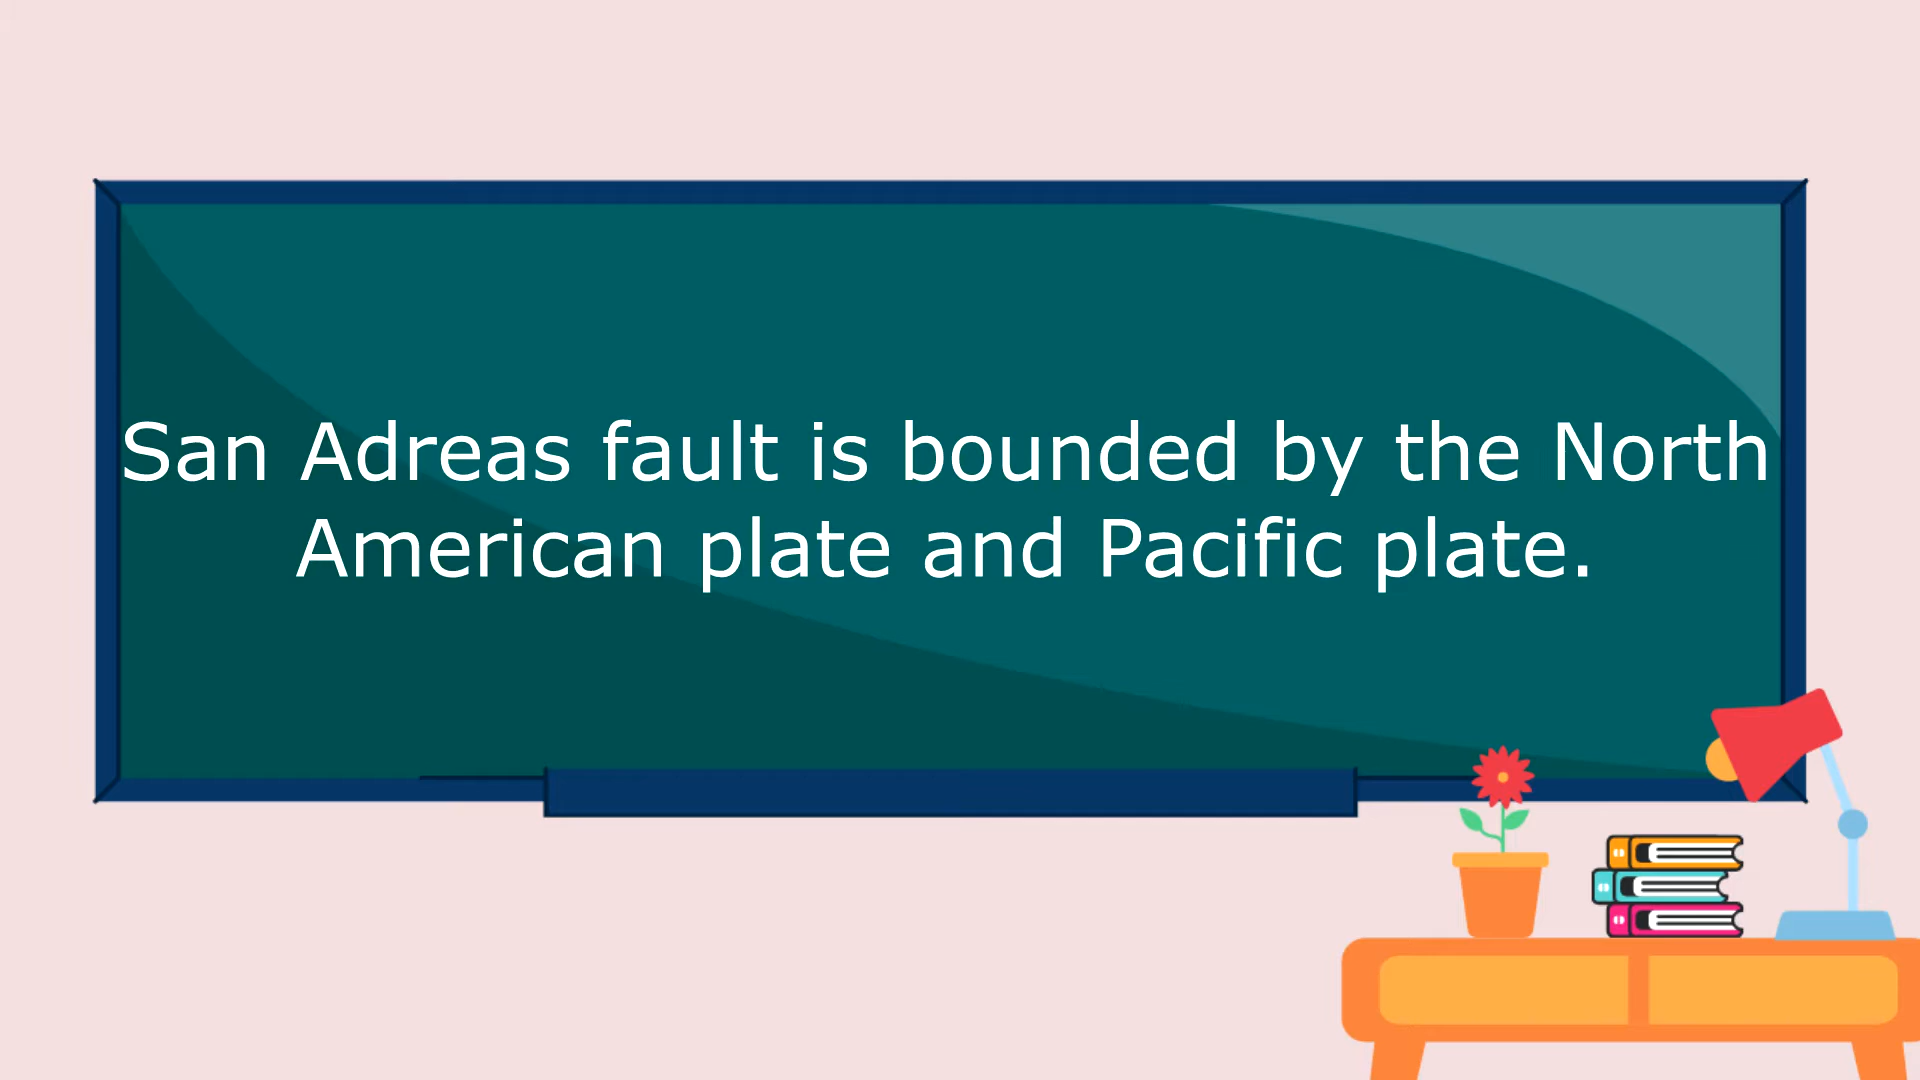 San Adreas fault is bounded by the North
American plate and Pacific plate.